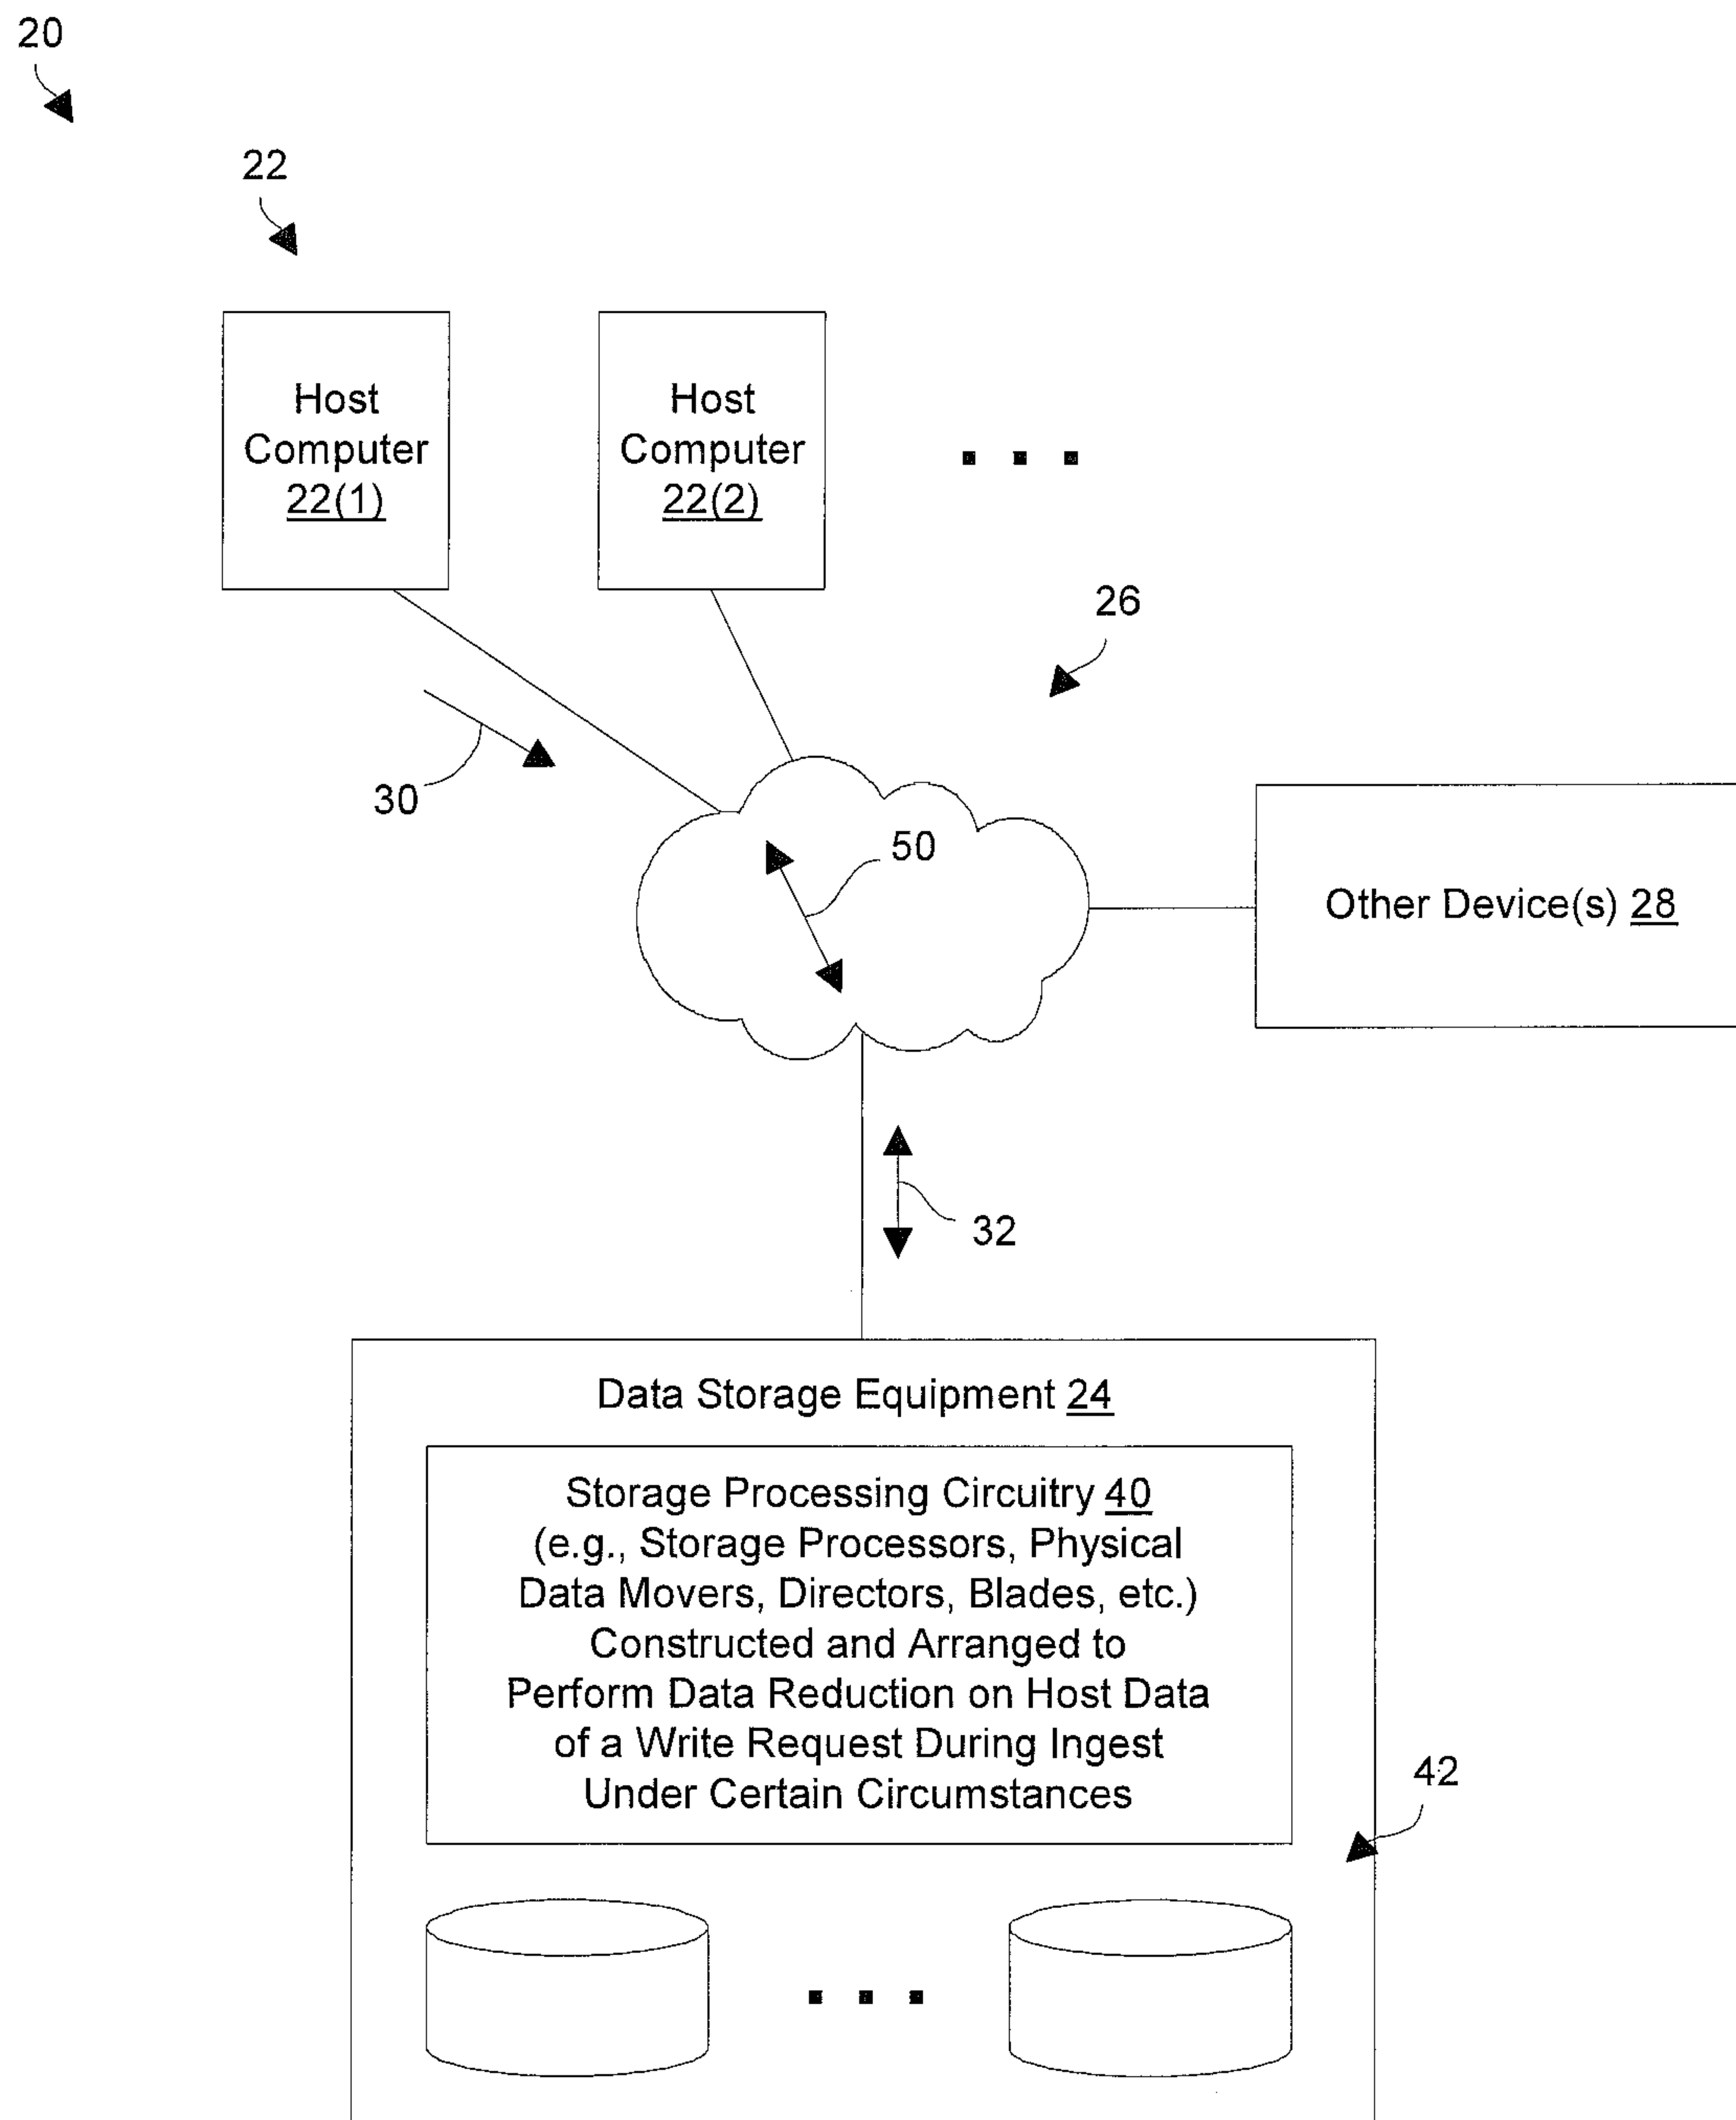 20
22
Host
Computer
22(1)
Host
Computer
22(2)
26
30
50
Other Device(s) 28
32
Data Storage Equipment 24
Storage Processing Circuitry 40
(e.g., Storage Processors, Physical
Data Movers, Directors, Blades, etc.)
Constructed and Arranged to
Perform Data Reduction on Host Data
of a Write Request During Ingest
Under Certain Circumstances
42